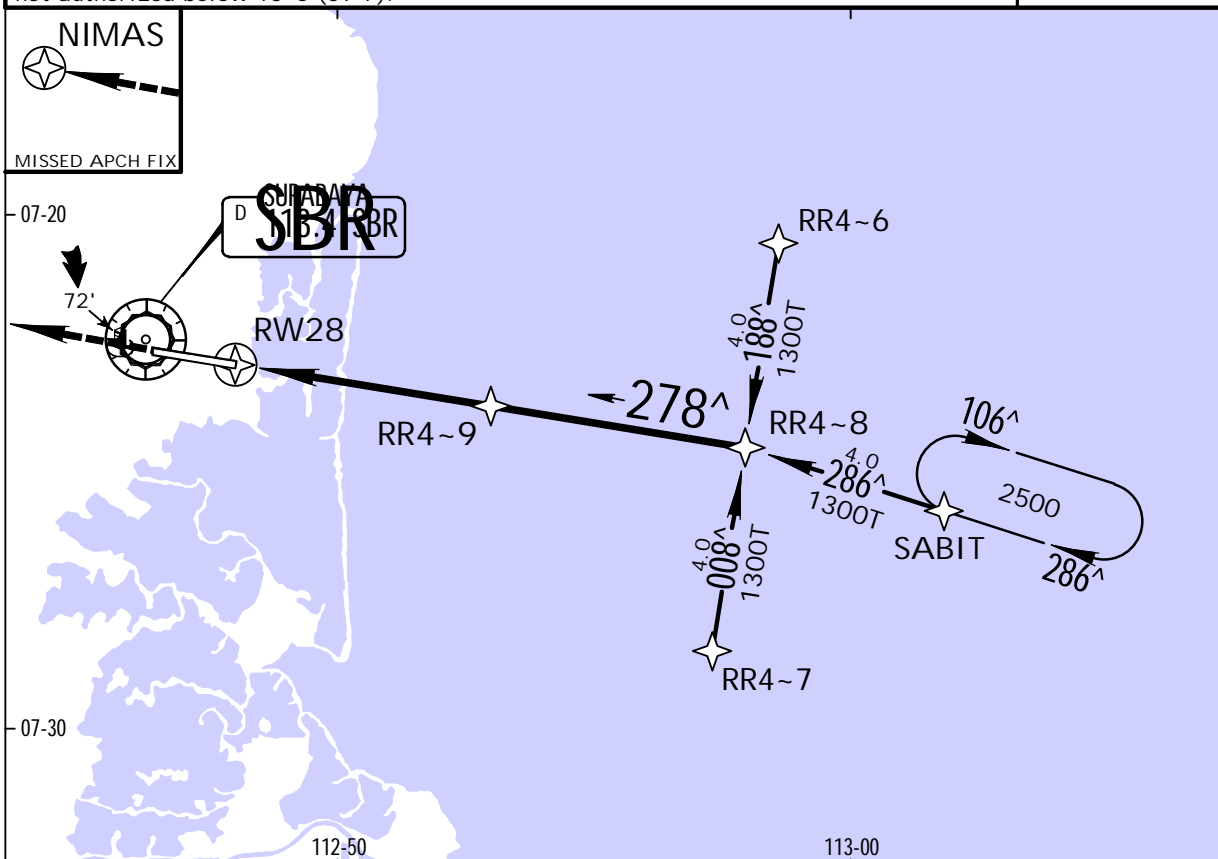 NIMAS
MISSED APCH FIX
07-20
D
SURABAYA
SBR
SBR
72'
RW28
RR4~6
4.0
188^
1300T
278^
RR4~9
RR4~8
4.0
286^
1300T
106^
2500
SABIT
286^
4.0
008^
1300T
RR4~7
07-30
112-50
113-00